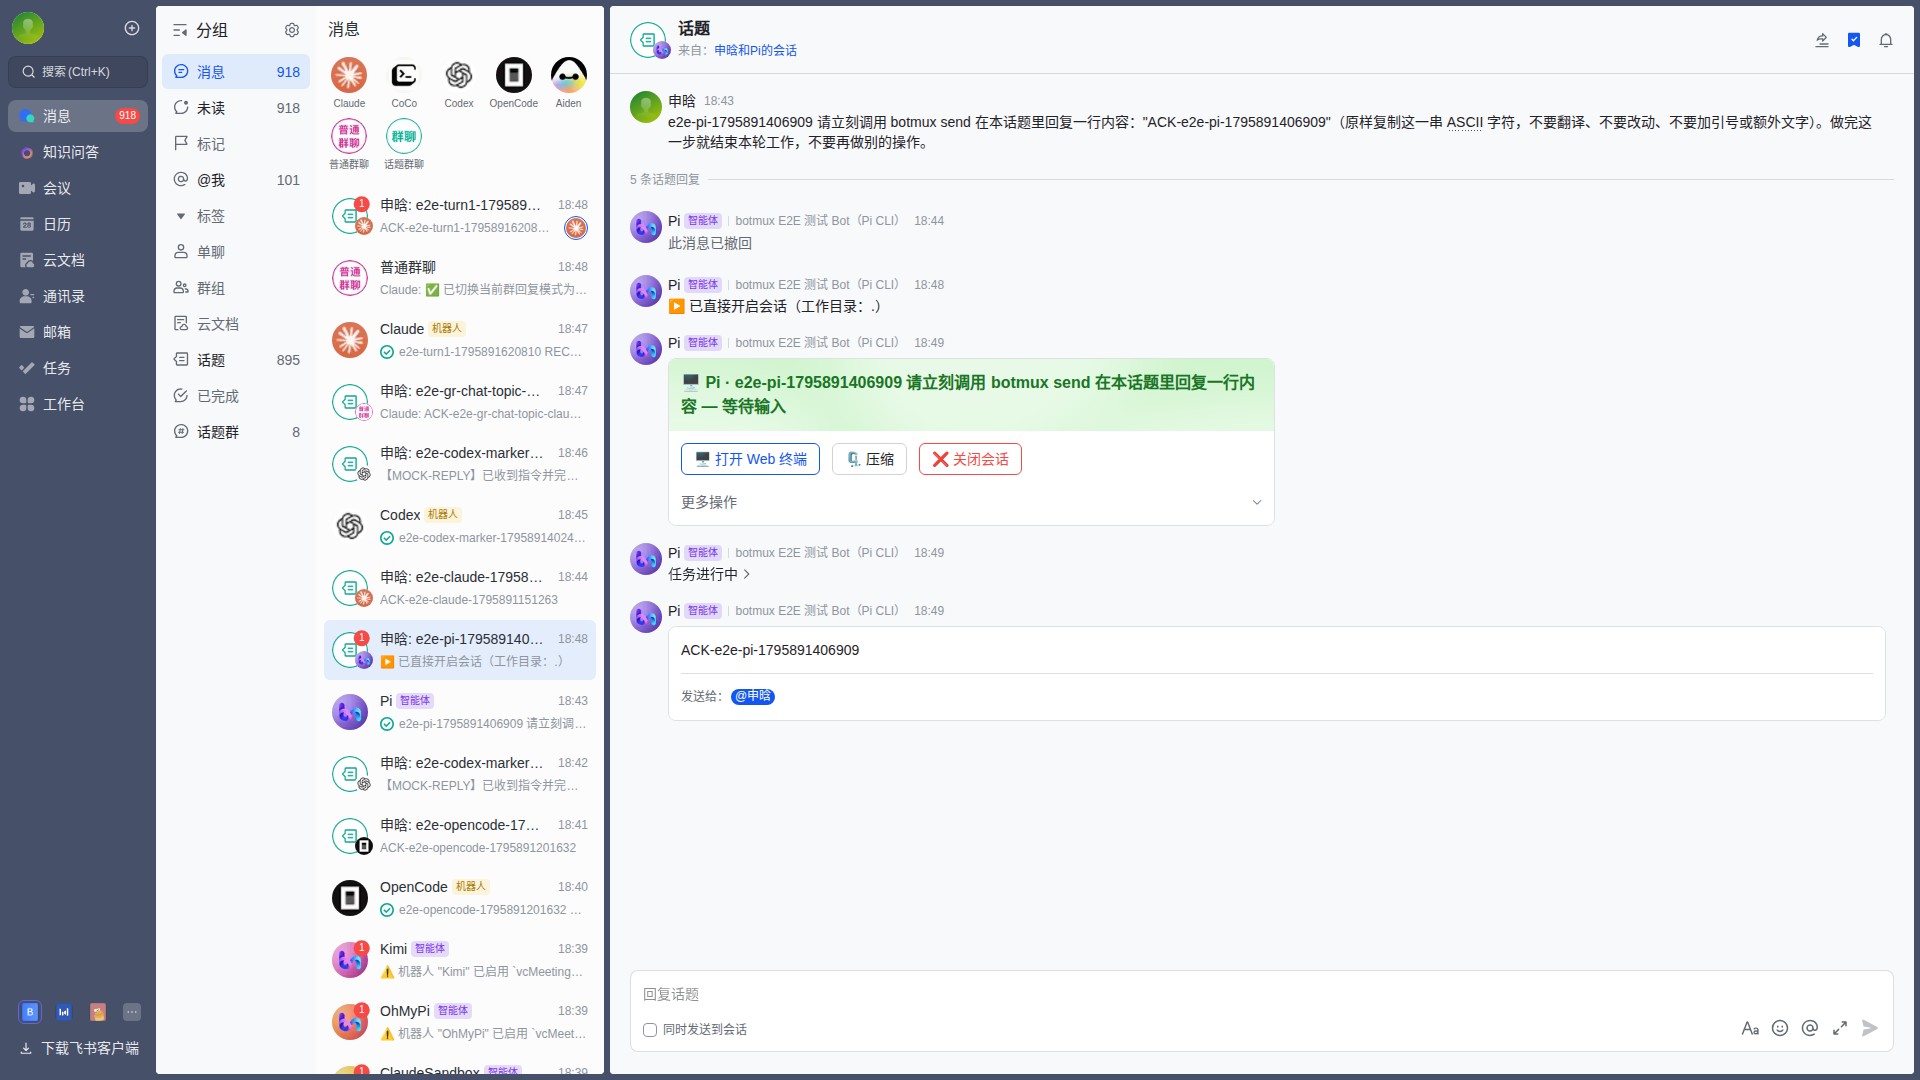 搜索 (Ctrl+K)
消息 918
知识问答
会议
日历
云文档
通讯录
邮箱
任务
工作台
下载飞书客户端
分组
消息 918
未读 918
标记
@我 101
标签
单聊
群组
云文档
话题 895
已完成
话题群 8
消息
Claude CoCo Codex OpenCode Aiden
普通群聊 群聊
普通群聊 话题群聊
1 申晗: e2e-turn1-179589... 18:48
ACK-e2e-turn1-17958916208...
普通群聊 普通群聊 18:48
Claude: ✅ 已切换当前群回复模式为...
Claude 机器人 18:47
e2e-turn1-1795891620810 REC...
申晗: e2e-gr-chat-topic-... 18:47
Claude: ACK-e2e-gr-chat-topic-clau...
申晗: e2e-codex-marker... 18:46
【MOCK-REPLY】已收到指令并完...
Codex 机器人 18:45
e2e-codex-marker-17958914024...
申晗: e2e-claude-17958... 18:44
ACK-e2e-claude-1795891151263
1 申晗: e2e-pi-179589140... 18:48
▶️ 已直接开启会话（工作目录：.）
Pi 智能体 18:43
e2e-pi-1795891406909 请立刻调...
申晗: e2e-codex-marker... 18:42
【MOCK-REPLY】已收到指令并完...
申晗: e2e-opencode-17... 18:41
ACK-e2e-opencode-1795891201632
OpenCode 机器人 18:40
e2e-opencode-1795891201632 ...
1 Kimi 智能体 18:39
⚠️ 机器人 "Kimi" 已启用 `vcMeeting...
1 OhMyPi 智能体 18:39
⚠️ 机器人 "OhMyPi" 已启用 `vcMeet...
1 ClaudeSandbox 智能体 18:39
话题
来自：申晗和Pi的会话
申晗 18:43
e2e-pi-1795891406909 请立刻调用 botmux send 在本话题里回复一行内容："ACK-e2e-pi-1795891406909"（原样复制这一串 ASCII 字符，不要翻译、不要改动、不要加引号或额外文字）。做完这
一步就结束本轮工作，不要再做别的操作。
5 条话题回复
Pi 智能体 botmux E2E 测试 Bot（Pi CLI） 18:44
此消息已撤回
Pi 智能体 botmux E2E 测试 Bot（Pi CLI） 18:48
▶️ 已直接开启会话（工作目录：.）
Pi 智能体 botmux E2E 测试 Bot（Pi CLI） 18:49
🖥️ Pi · e2e-pi-1795891406909 请立刻调用 botmux send 在本话题里回复一行内
容 — 等待输入
🖥️ 打开 Web 终端 🗜️ 压缩 ❌ 关闭会话
更多操作
Pi 智能体 botmux E2E 测试 Bot（Pi CLI） 18:49
任务进行中
Pi 智能体 botmux E2E 测试 Bot（Pi CLI） 18:49
ACK-e2e-pi-1795891406909
发送给：@申晗
回复话题
同时发送到会话